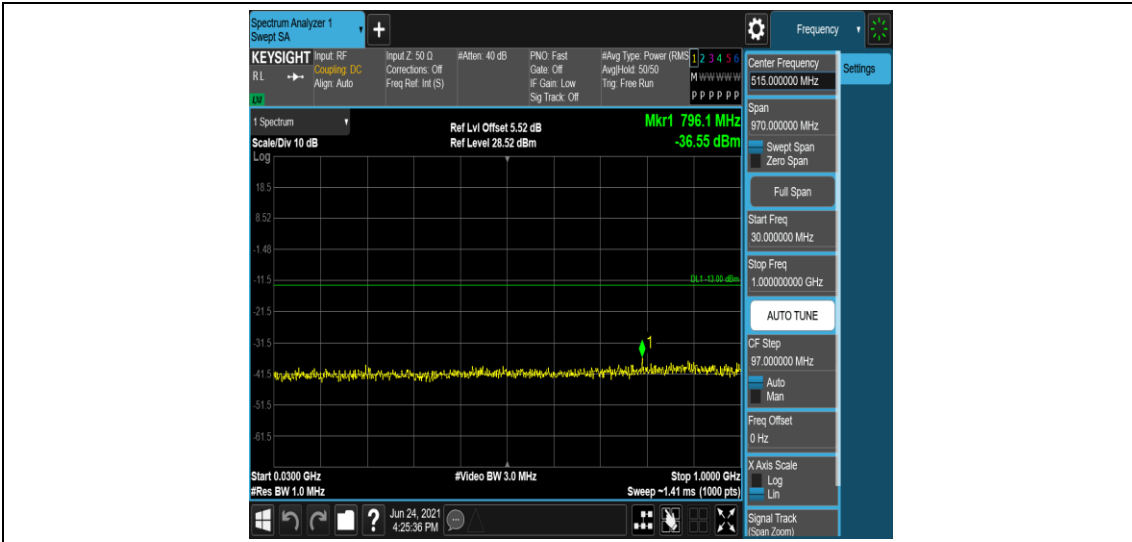 Spectrum Analyzer 1
Swept SA
+
Frequency
KEYSIGHT
RL
LXI
Input: RF
Coupling: DC
Align: Auto
Input Z: 50 Ω
Corrections: Off
Freq Ref: Int (S)
#Atten: 40 dB
PNO: Fast
Gate: Off
IF Gain: Low
Sig Track: Off
#Avg Type: Power (RMS
Avg|Hold: 50/50
Trig: Free Run
1 2 3 4 5 6
M W W W W W
P P P P P P
1 Spectrum
Scale/Div 10 dB
Log
Ref Lvl Offset 5.52 dB
Ref Level 28.52 dBm
Mkr1 796.1 MHz
-36.55 dBm
18.5
8.52
-1.48
-11.5
DL1 -13.00 dBm
-21.5
-31.5
1
-41.5
-51.5
-61.5
Start 0.0300 GHz
#Res BW 1.0 MHz
#Video BW 3.0 MHz
Stop 1.0000 GHz
Sweep ~1.41 ms (1000 pts)
?
Jun 24, 2021
4:25:36 PM
Center Frequency
515.000000 MHz
Settings
Span
970.000000 MHz
Swept Span
Zero Span
Full Span
Start Freq
30.000000 MHz
Stop Freq
1.000000000 GHz
AUTO TUNE
CF Step
97.000000 MHz
Auto
Man
Freq Offset
0 Hz
X Axis Scale
Log
Lin
Signal Track
(Span Zoom)